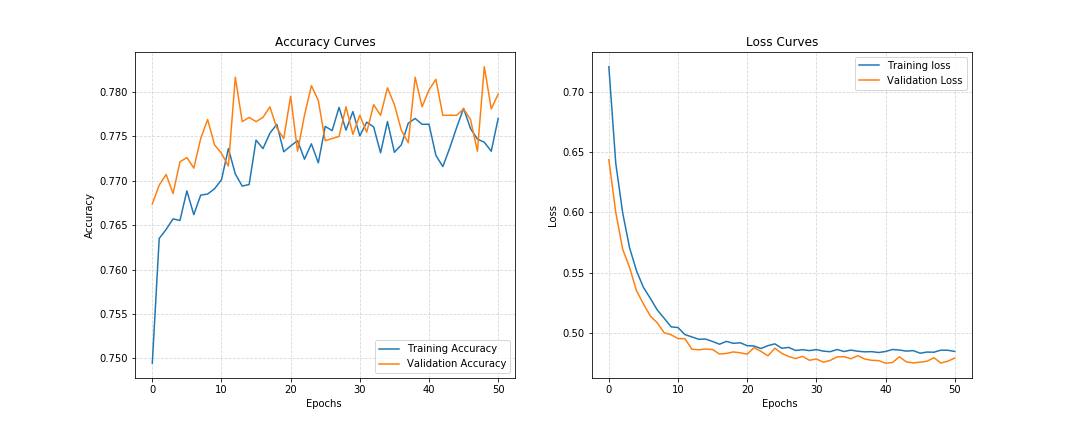 Accuracy Curves
0.780
0.775
0.770
0.765
0.760
0.755
0.750
Accuracy
Training Accuracy
Validation Accuracy
0 10 20 30 40 50
Epochs
Loss Curves
0.70
0.65
0.60
0.55
0.50
Loss
Training loss
Validation Loss
0 10 20 30 40 50
Epochs